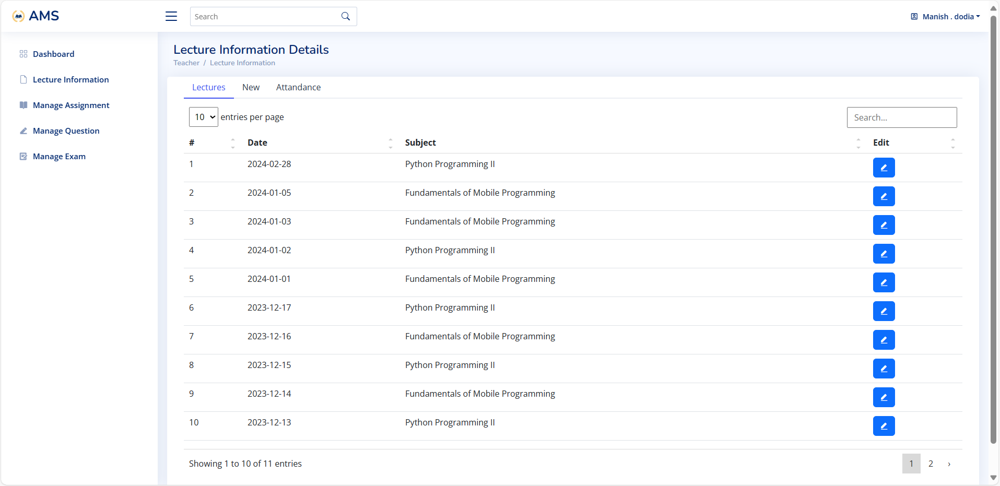 AMS
Search
Manish . dodia
Dashboard
Lecture Information
Manage Assignment
Manage Question
Manage Exam
Lecture Information Details
Teacher / Lecture Information
Lectures New Attandance
10 entries per page
Search...
# Date Subject Edit
1 2024-02-28 Python Programming II
2 2024-01-05 Fundamentals of Mobile Programming
3 2024-01-03 Fundamentals of Mobile Programming
4 2024-01-02 Python Programming II
5 2024-01-01 Fundamentals of Mobile Programming
6 2023-12-17 Python Programming II
7 2023-12-16 Fundamentals of Mobile Programming
8 2023-12-15 Python Programming II
9 2023-12-14 Fundamentals of Mobile Programming
10 2023-12-13 Python Programming II
Showing 1 to 10 of 11 entries
1 2 ›